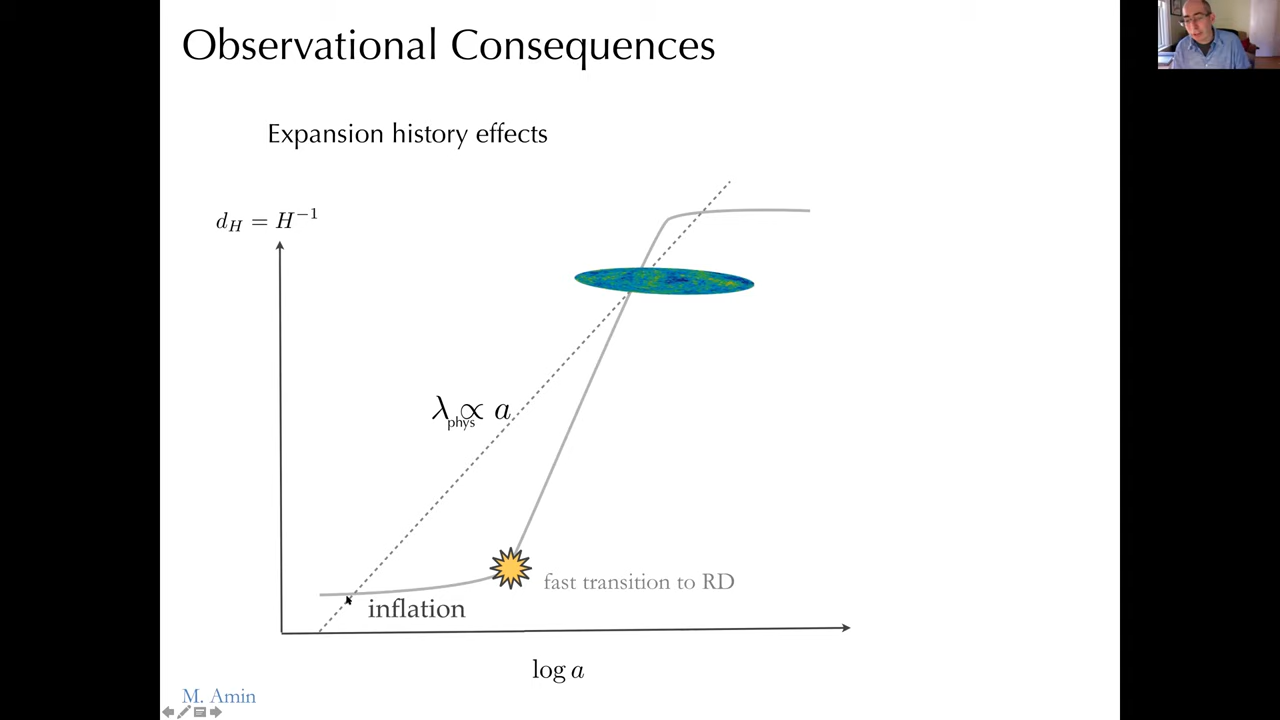 Observational Consequences
Expansion history effects
d_H = H^{-1}
λ_phys ∝ a
fast transition to RD
inflation
log a
M. Amin